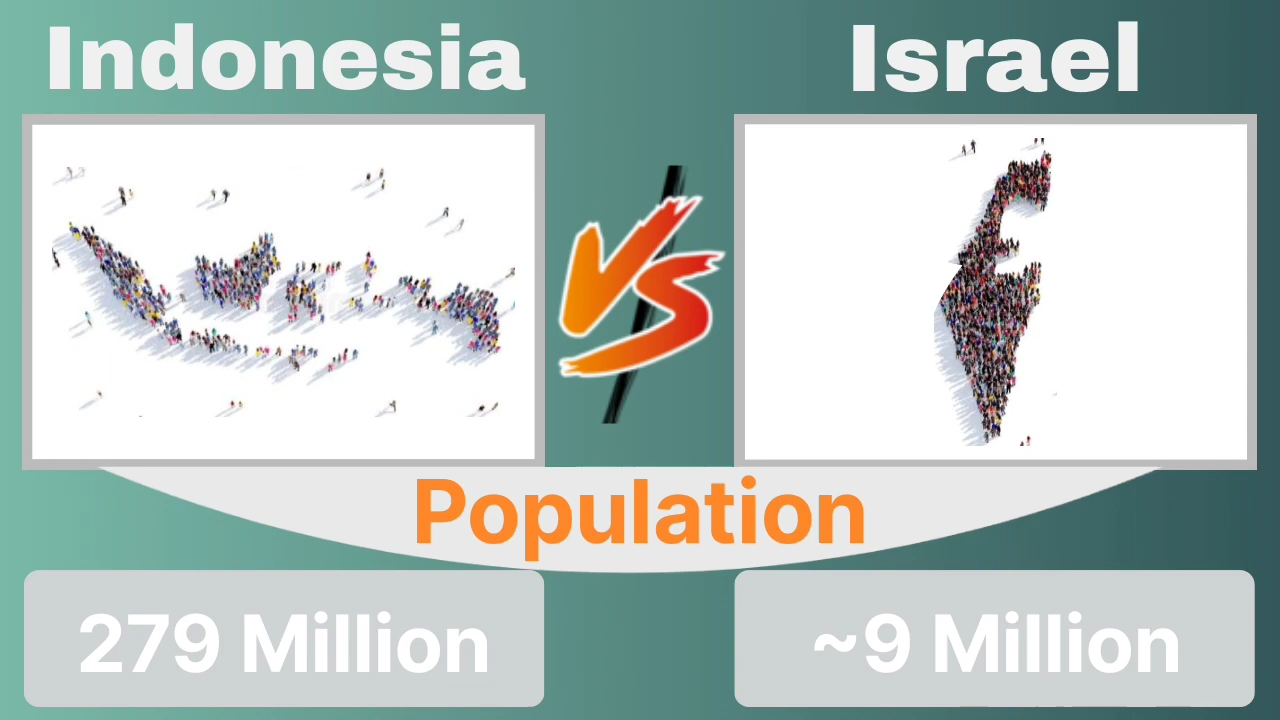 Indonesia
Israel
VS
Population
279 Million
~9 Million